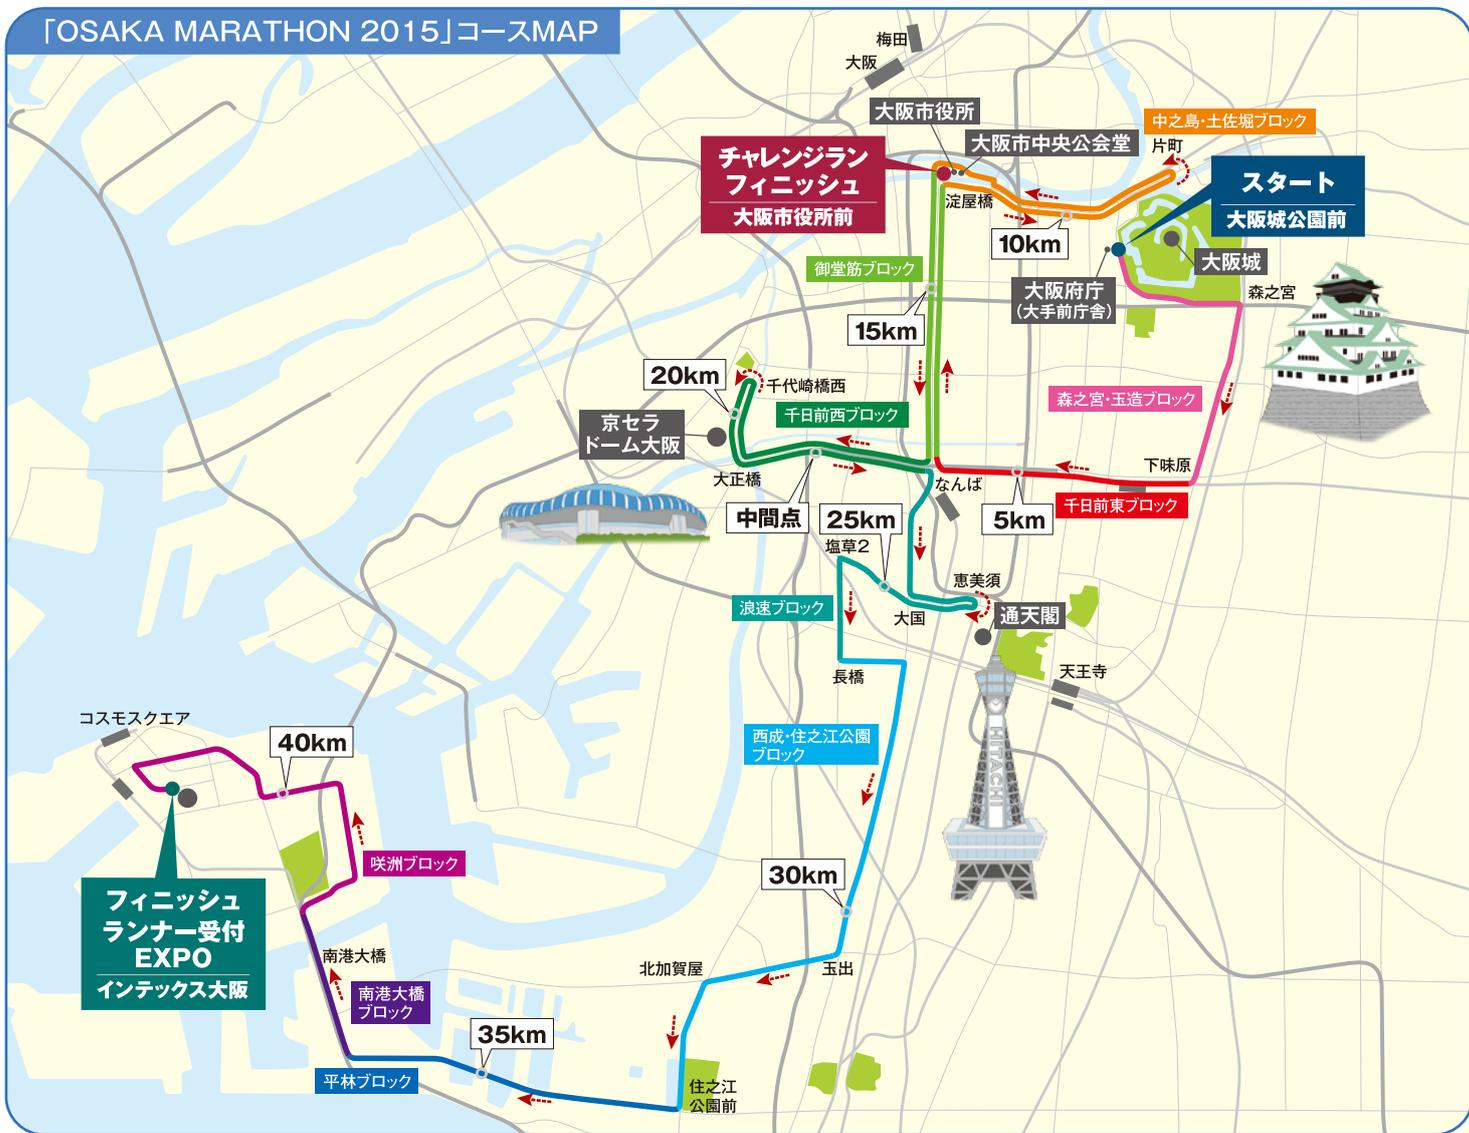 「OSAKA MARATHON 2015」コースMAP
梅田
大阪
大阪市役所
大阪市中央公会堂
中之島・土佐堀ブロック
片町
チャレンジラン
フィニッシュ
大阪市役所前
スタート
大阪城公園前
淀屋橋
10km
大阪城
御堂筋ブロック
大阪府庁
（大手前庁舎）
森之宮
15km
20km
千代崎橋西
森之宮・玉造ブロック
千日前西ブロック
京セラ
ドーム大阪
大正橋
下味原
なんば
千日前東ブロック
中間点
25km
5km
塩草2
恵美須
浪速ブロック
大国
通天閣
長橋
天王寺
コスモスクエア
40km
西成・住之江公園
ブロック
HITACHI
咲洲ブロック
30km
フィニッシュ
ランナー受付
EXPO
インテックス大阪
南港大橋
北加賀屋
玉出
南港大橋
ブロック
35km
平林ブロック
住之江
公園前